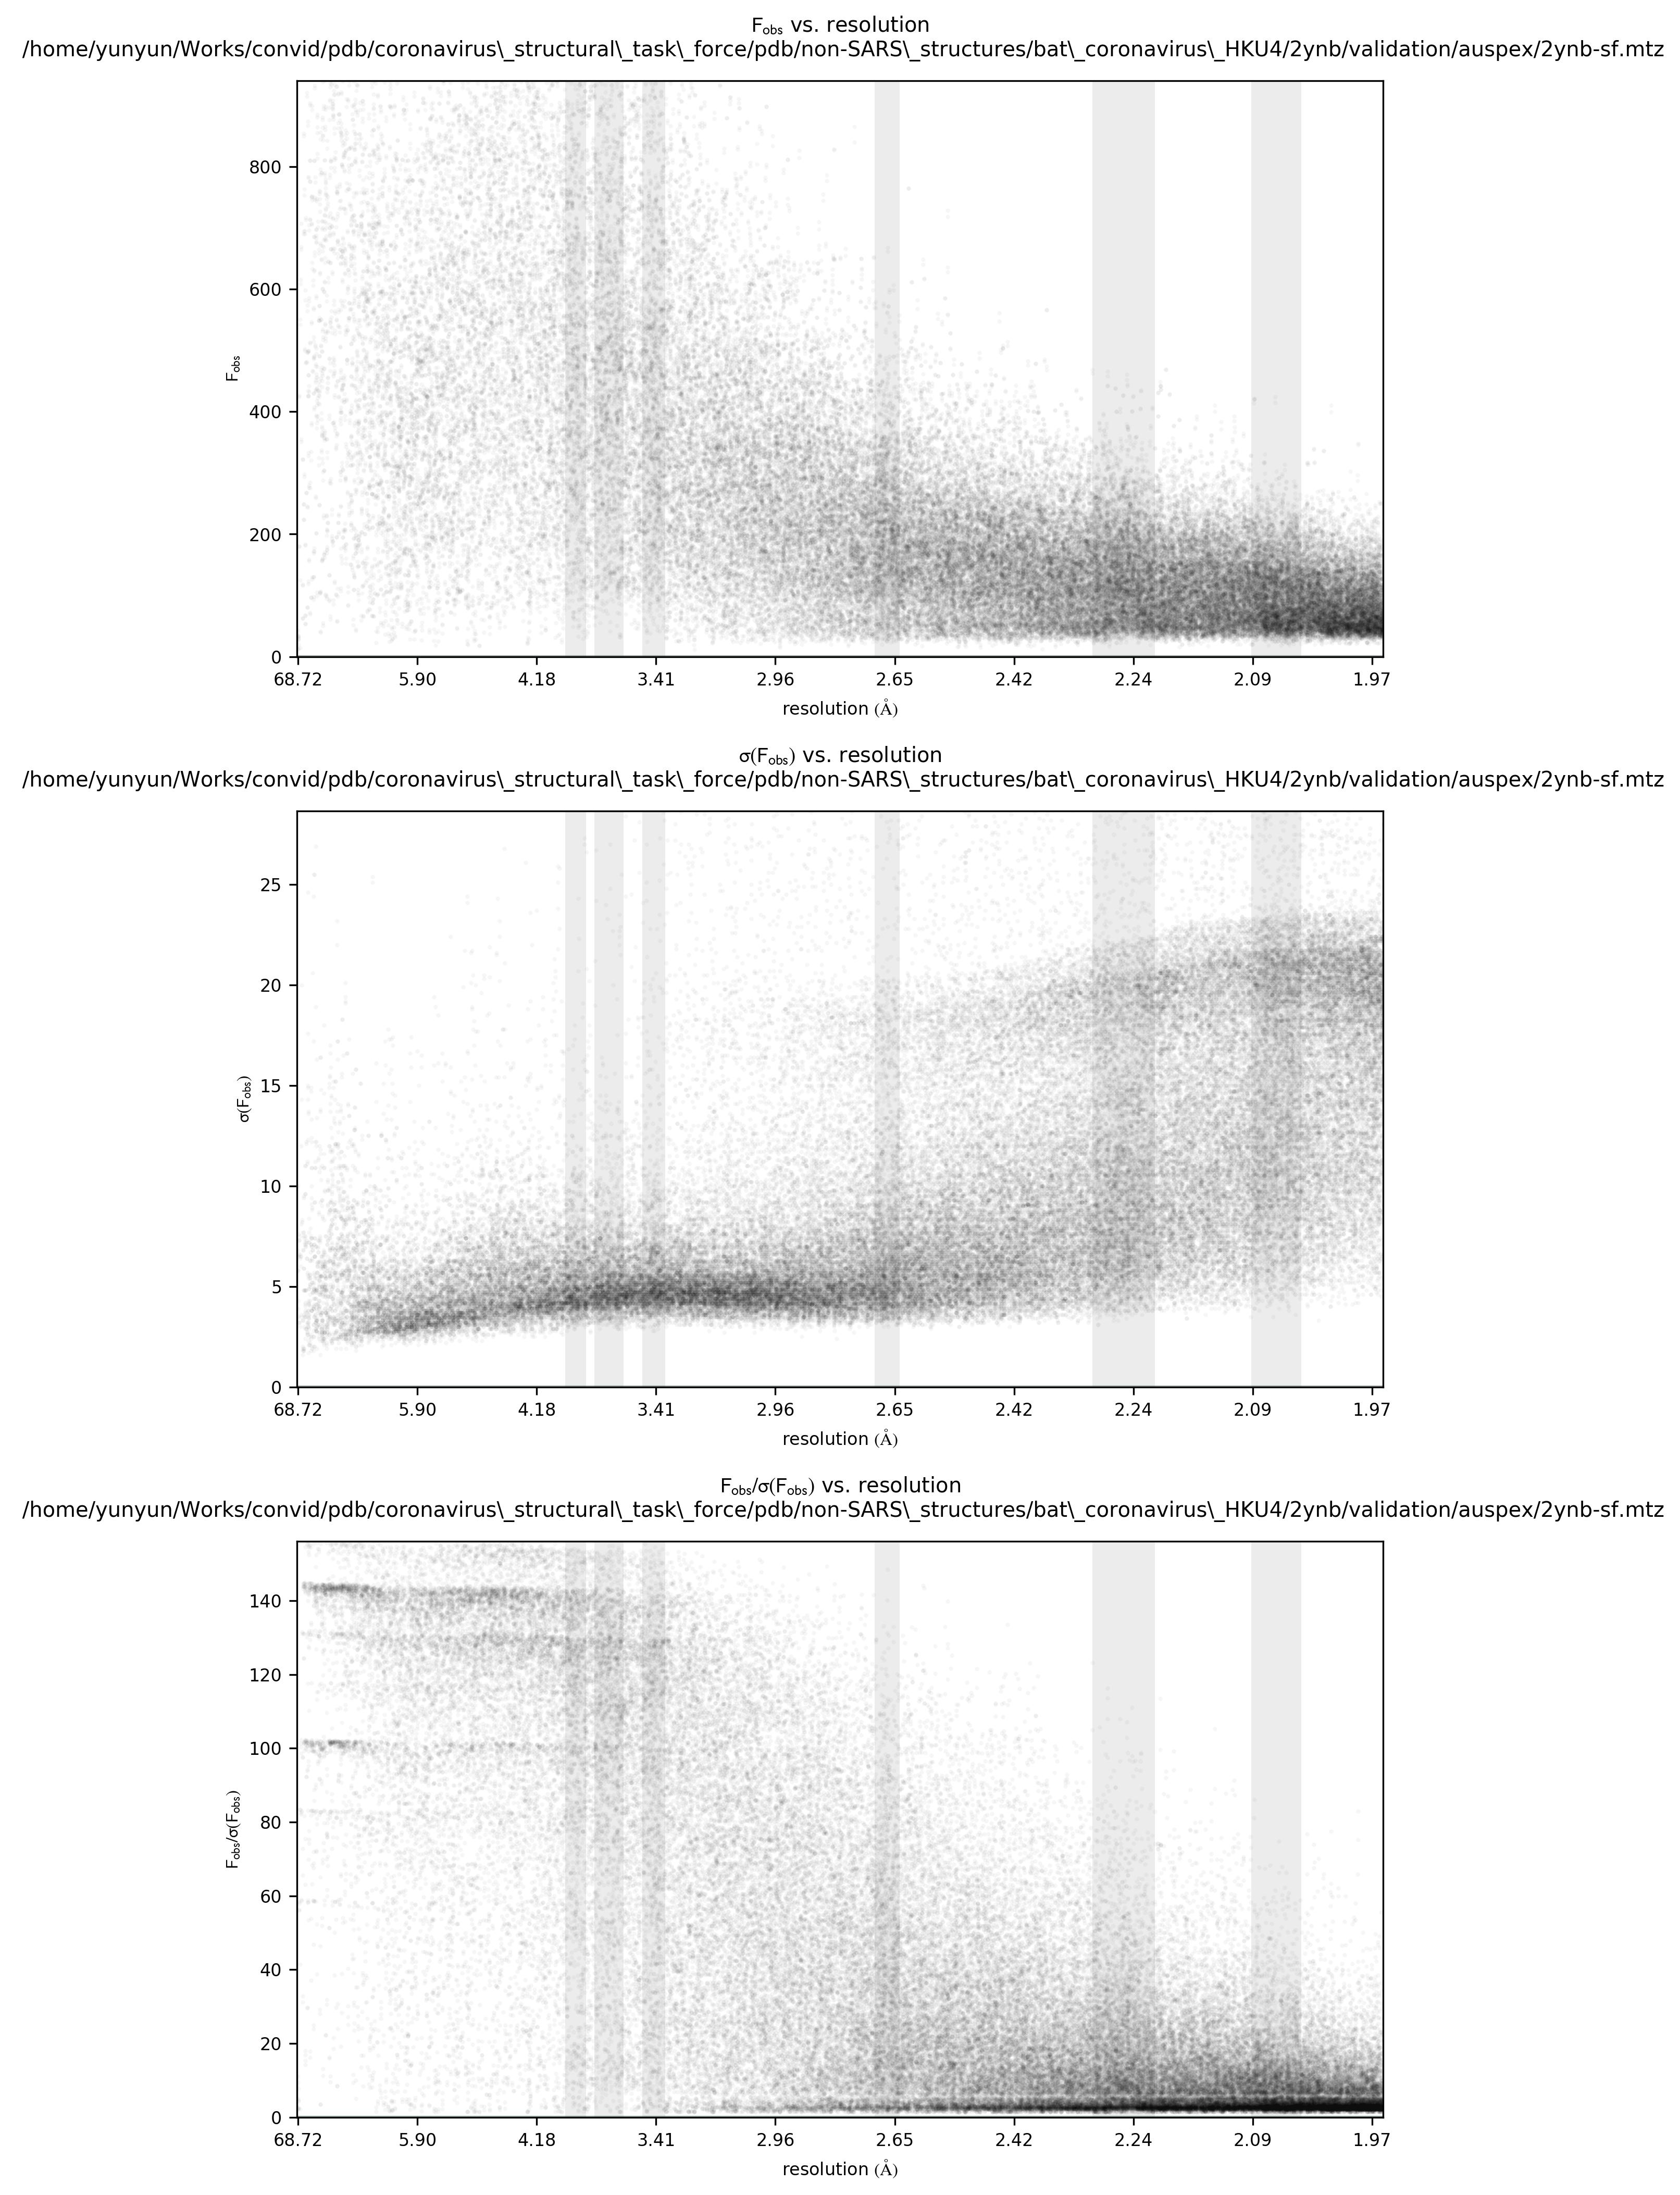 Fobs vs. resolution
/home/yunyun/Works/convid/pdb/coronavirus\_structural\_task\_force/pdb/non-SARS\_structures/bat\_coronavirus\_HKU4/2ynb/validation/auspex/2ynb-sf.mtz
800
600
400
200
0
Fobs
68.72 5.90 4.18 3.41 2.96 2.65 2.42 2.24 2.09 1.97
resolution (Å)
σ(Fobs) vs. resolution
/home/yunyun/Works/convid/pdb/coronavirus\_structural\_task\_force/pdb/non-SARS\_structures/bat\_coronavirus\_HKU4/2ynb/validation/auspex/2ynb-sf.mtz
25
20
15
10
5
0
σ(Fobs)
68.72 5.90 4.18 3.41 2.96 2.65 2.42 2.24 2.09 1.97
resolution (Å)
Fobs/σ(Fobs) vs. resolution
/home/yunyun/Works/convid/pdb/coronavirus\_structural\_task\_force/pdb/non-SARS\_structures/bat\_coronavirus\_HKU4/2ynb/validation/auspex/2ynb-sf.mtz
140
120
100
80
60
40
20
0
Fobs/σ(Fobs)
68.72 5.90 4.18 3.41 2.96 2.65 2.42 2.24 2.09 1.97
resolution (Å)